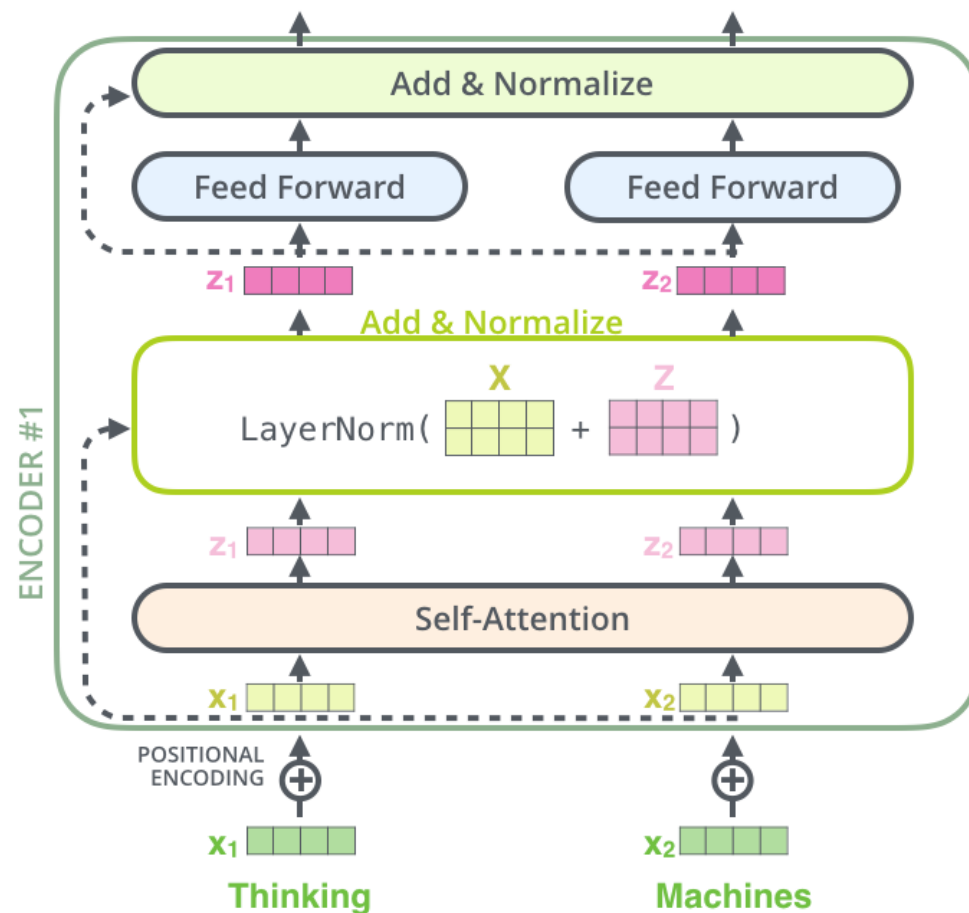 Add & Normalize
Feed Forward Feed Forward
z₁ z₂
Add & Normalize
X Z
LayerNorm( + )
ENCODER #1
z₁ z₂
Self-Attention
x₁ x₂
POSITIONAL
ENCODING
x₁ x₂
Thinking Machines